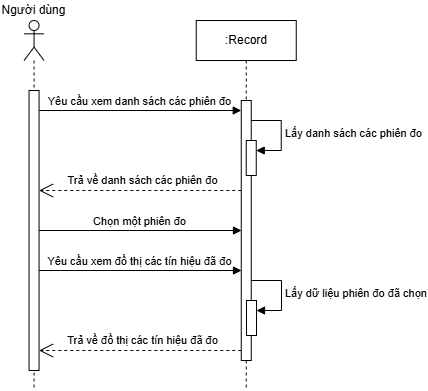 Người dùng
:Record
Yêu cầu xem danh sách các phiên đo
Lấy danh sách các phiên đo
Trả về danh sách các phiên đo
Chọn một phiên đo
Yêu cầu xem đồ thị các tín hiệu đã đo
Lấy dữ liệu phiên đo đã chọn
Trả về đồ thị các tín hiệu đã đo